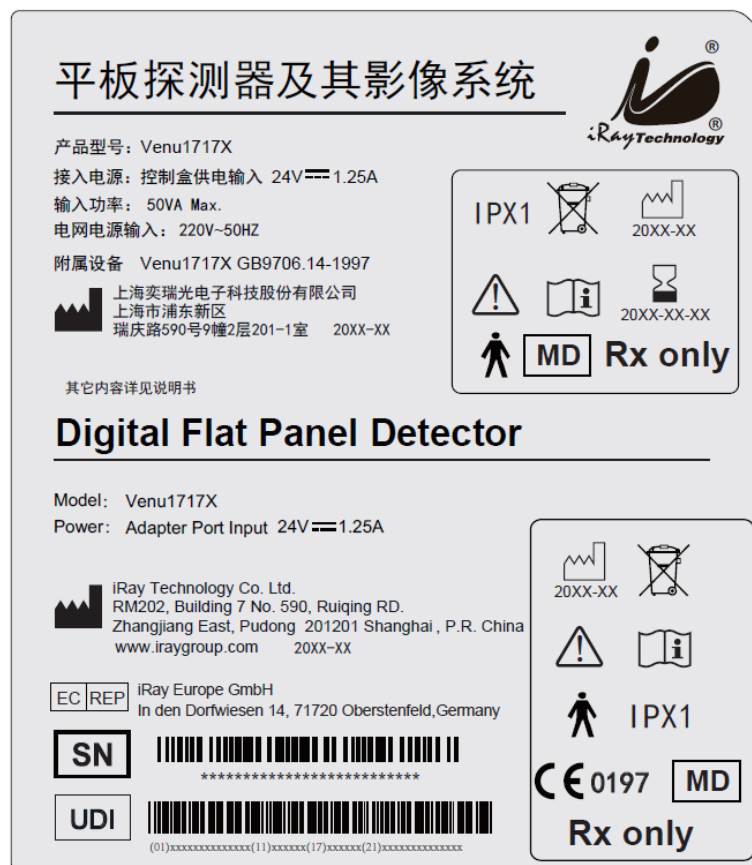 平板探测器及其影像系统
®
iRayTechnology®
产品型号：Venu1717X
接入电源：控制盒供电输入 24V 1.25A
输入功率： 50VA Max.
电网电源输入：220V~50HZ
附属设备 Venu1717X GB9706.14-1997
上海奕瑞光电子科技股份有限公司
上海市浦东新区
瑞庆路590号9幢2层201-1室 20XX-XX
其它内容详见说明书
IPX1
20XX-XX
i
20XX-XX-XX
MD Rx only
Digital Flat Panel Detector
Model: Venu1717X
Power: Adapter Port Input 24V 1.25A
iRay Technology Co. Ltd.
RM202, Building 7 No. 590, Ruiqing RD.
Zhangjiang East, Pudong 201201 Shanghai , P.R. China
www.iraygroup.com 20XX-XX
EC REP
iRay Europe GmbH
In den Dorfwiesen 14, 71720 Oberstenfeld,Germany
SN
**************************
UDI
(01)xxxxxxxxxxxxxx(11)xxxxxx(17)xxxxxx(21)xxxxxxxxxxxxxx
20XX-XX
i
IPX1
CE 0197 MD
Rx only